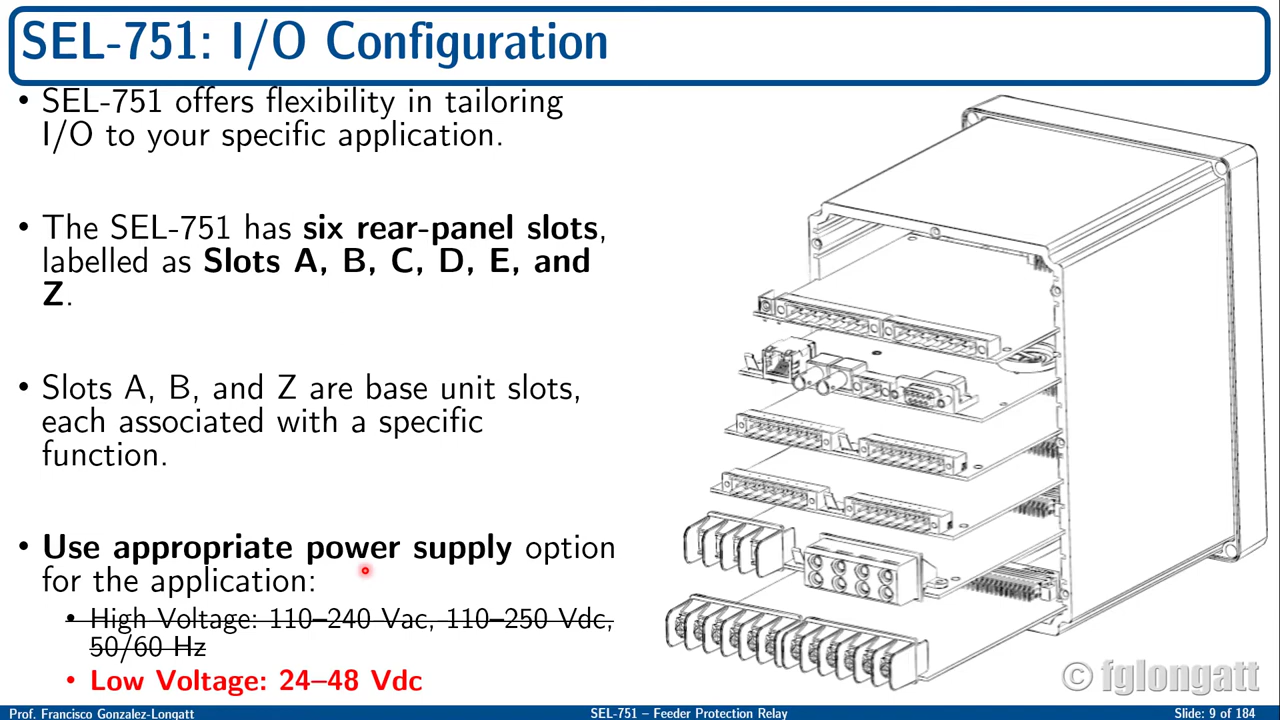 SEL-751: I/O Configuration
• SEL-751 offers flexibility in tailoring
I/O to your specific application.
• The SEL-751 has six rear-panel slots,
labelled as Slots A, B, C, D, E, and
Z.
• Slots A, B, and Z are base unit slots,
each associated with a specific
function.
• Use appropriate power supply option
for the application:
• High Voltage: 110–240 Vac, 110–250 Vdc,
50/60 Hz
• Low Voltage: 24–48 Vdc
© fglongatt
Prof. Francisco Gonzalez-Longatt
SEL-751 – Feeder Protection Relay
Slide: 9 of 184